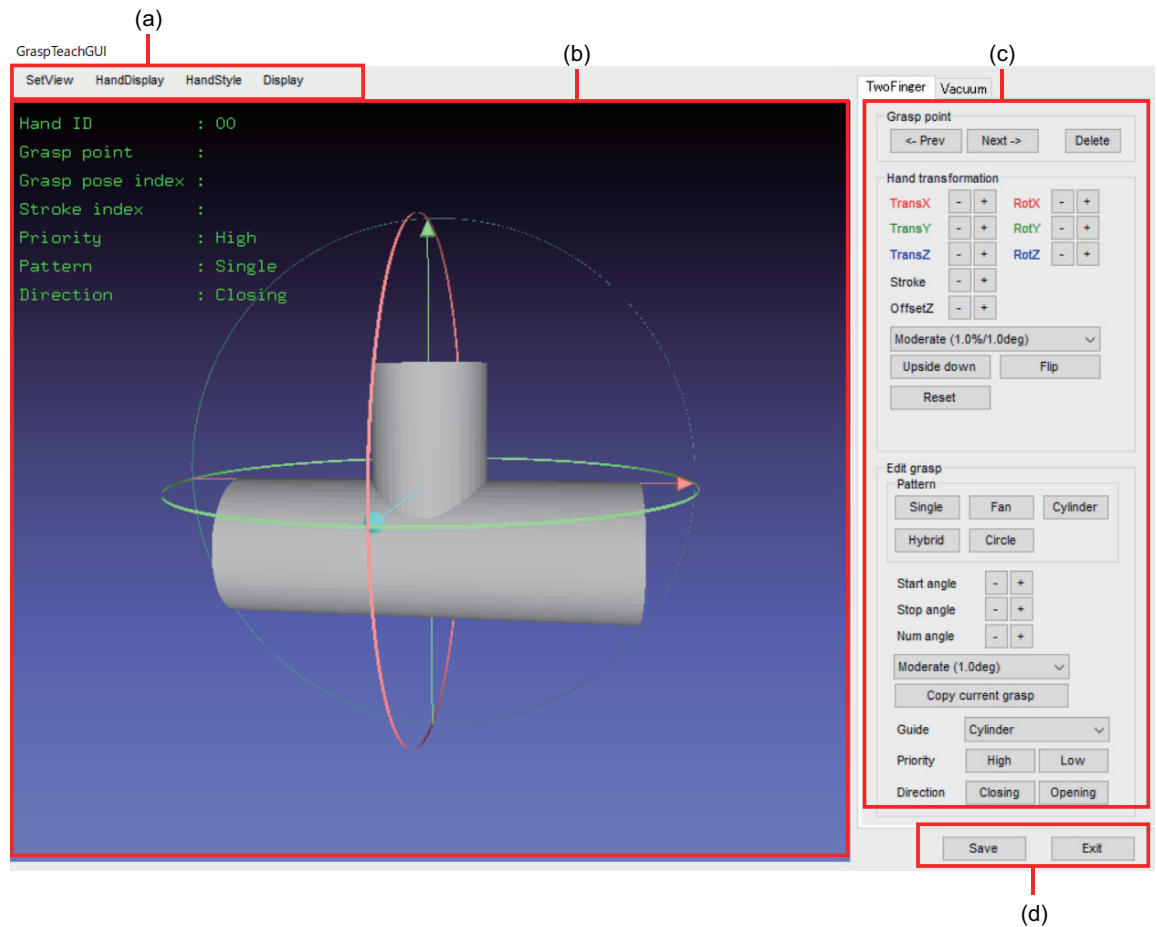 (a)
GraspTeachGUI
(b)
(c)
SetView HandDisplay HandStyle Display
TwoFinger Vacuum
Hand ID : 00
Grasp point :
Grasp pose index :
Stroke index :
Priority : High
Pattern : Single
Direction : Closing
Grasp point
<- Prev Next -> Delete
Hand transformation
TransX - + RotX - +
TransY - + RotY - +
TransZ - + RotZ - +
Stroke - +
OffsetZ - +
Moderate (1.0%/1.0deg)
Upside down Flip
Reset
Edit grasp
Pattern
Single Fan Cylinder
Hybrid Circle
Start angle - +
Stop angle - +
Num angle - +
Moderate (1.0deg)
Copy current grasp
Guide Cylinder
Priority High Low
Direction Closing Opening
Save Exit
(d)